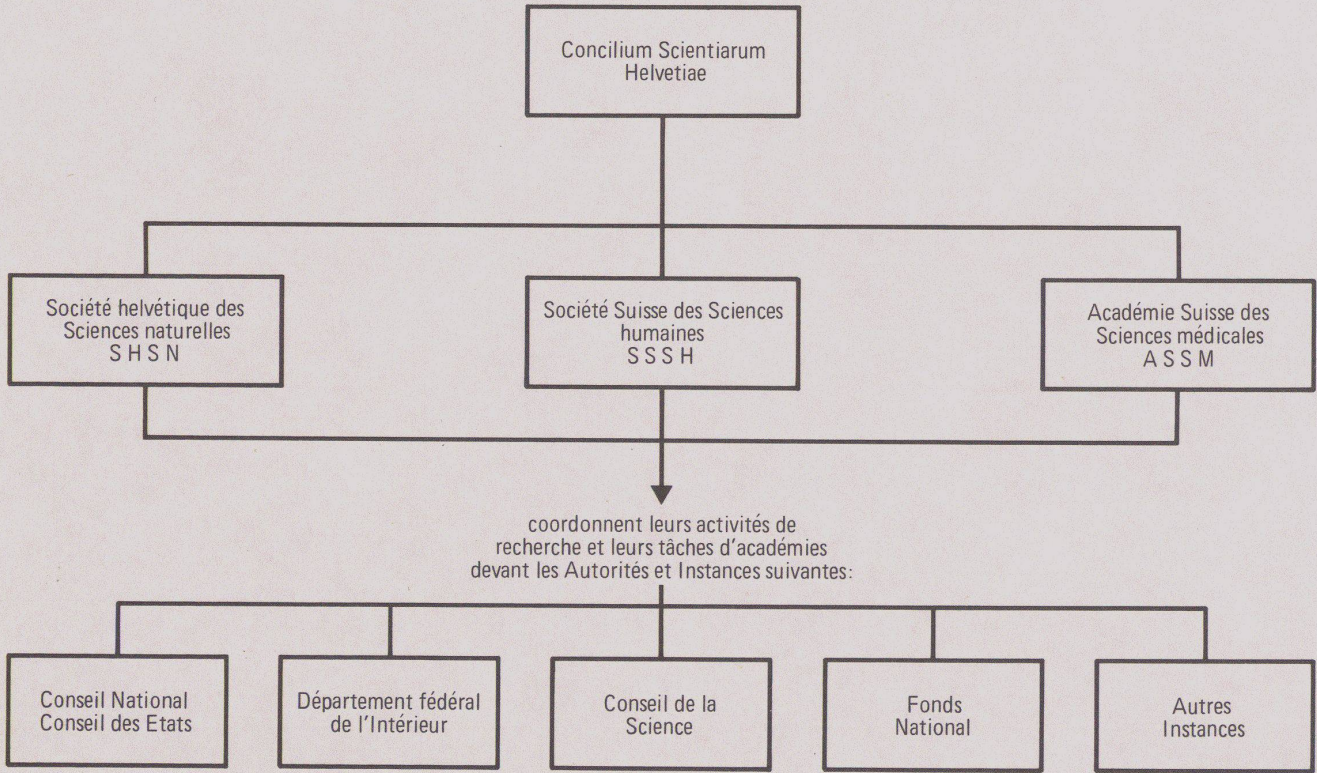 Concilium Scientiarum
Helvetiae
Société helvétique des
Sciences naturelles
S H S N
Société Suisse des Sciences
humaines
S S S H
Académie Suisse des
Sciences médicales
A S S M
coordonnent leurs activités de
recherche et leurs tâches d'académies
devant les Autorités et Instances suivantes:
Conseil National
Conseil des Etats
Département fédéral
de l'Intérieur
Conseil de la
Science
Fonds
National
Autres
Instances